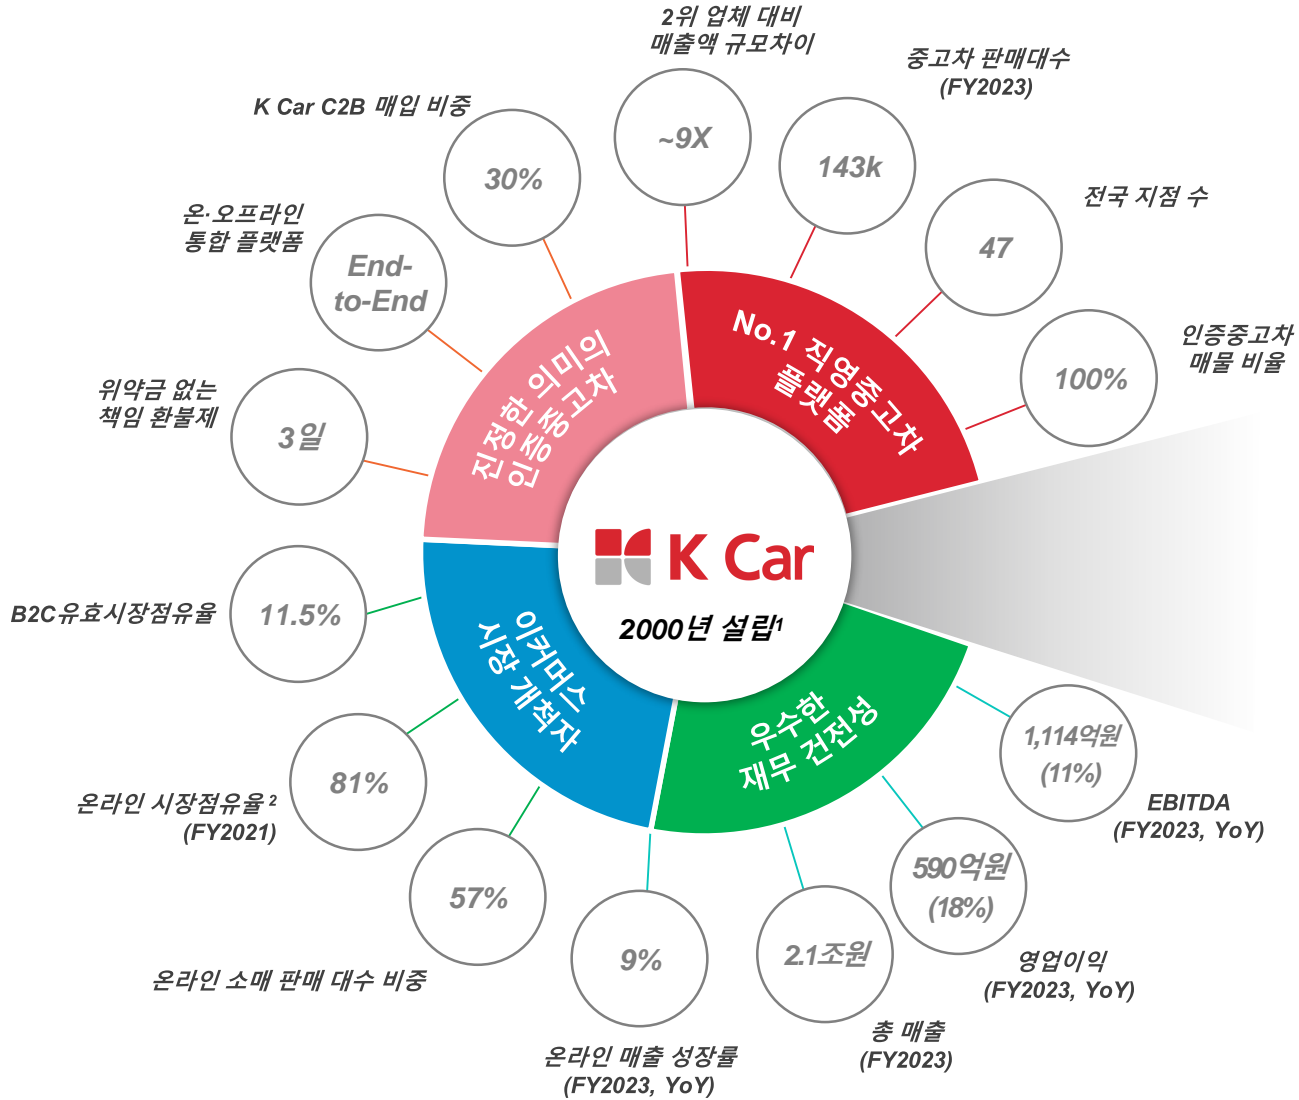 2위 업체 대비
매출액 규모차이
~9X
중고차 판매대수
(FY2023)
143k
전국 지점 수
47
인증중고차
매물 비율
100%
K Car C2B 매입 비중
30%
온·오프라인
통합 플랫폼
End-
to-End
위약금 없는
책임 환불제
3일
No.1 직영중고차
플랫폼
진정한 의미의
인증중고차
K Car
2000년 설립1
이커머스
시장 개척자
우수한
재무 건전성
B2C유효시장점유율
11.5%
온라인 시장점유율 2
(FY2021)
81%
온라인 소매 판매 대수 비중
57%
9%
온라인 매출 성장률
(FY2023, YoY)
2.1조원
총 매출
(FY2023)
590억원
(18%)
영업이익
(FY2023, YoY)
1,114억원
(11%)
EBITDA
(FY2023, YoY)